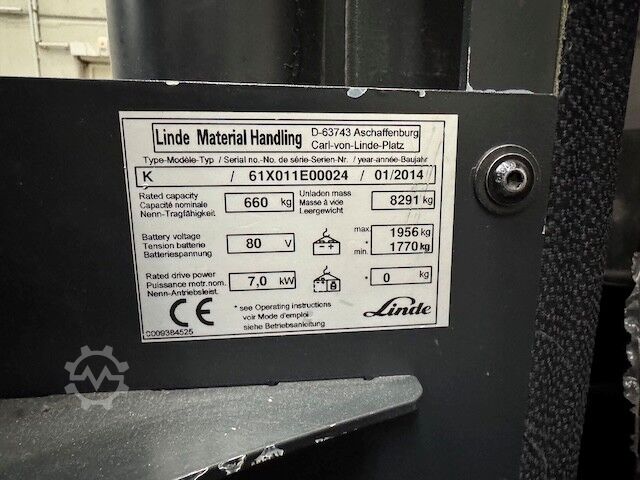 Linde Material Handling D-63743 Aschaffenburg
Carl-von-Linde-Platz
Type-Modèle-Typ / Serial no.-No. de série-Serien-Nr. / year-année-Baujahr
K / 61X011E00024 / 01/2014
Rated capacity
Capacité nominale 660 kg
Nenn-Tragfähigkeit
Unladen mass
Masse à vide 8291 kg
Leergewicht
Battery voltage
Tension batterie 80 V
Batteriespannung
max. 1956 kg
*
min. 1770 kg
Rated drive power
Puissance motr.nom. 7,0 kW
Nenn-Antriebsleist.
* 0 kg
CE
* see Operating instructions
voir Mode d'emploi
siehe Betriebsanleitung
Linde
0009384525